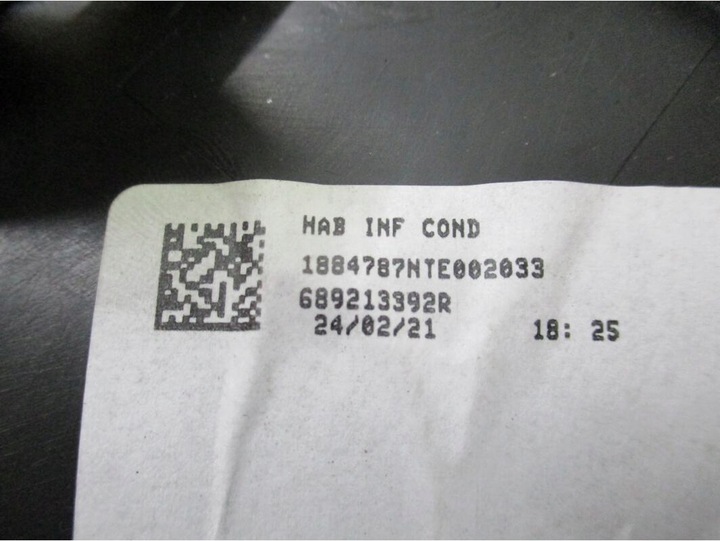 HAB INF COND
1884787NTE002033
689213392R
24/02/21 18: 25